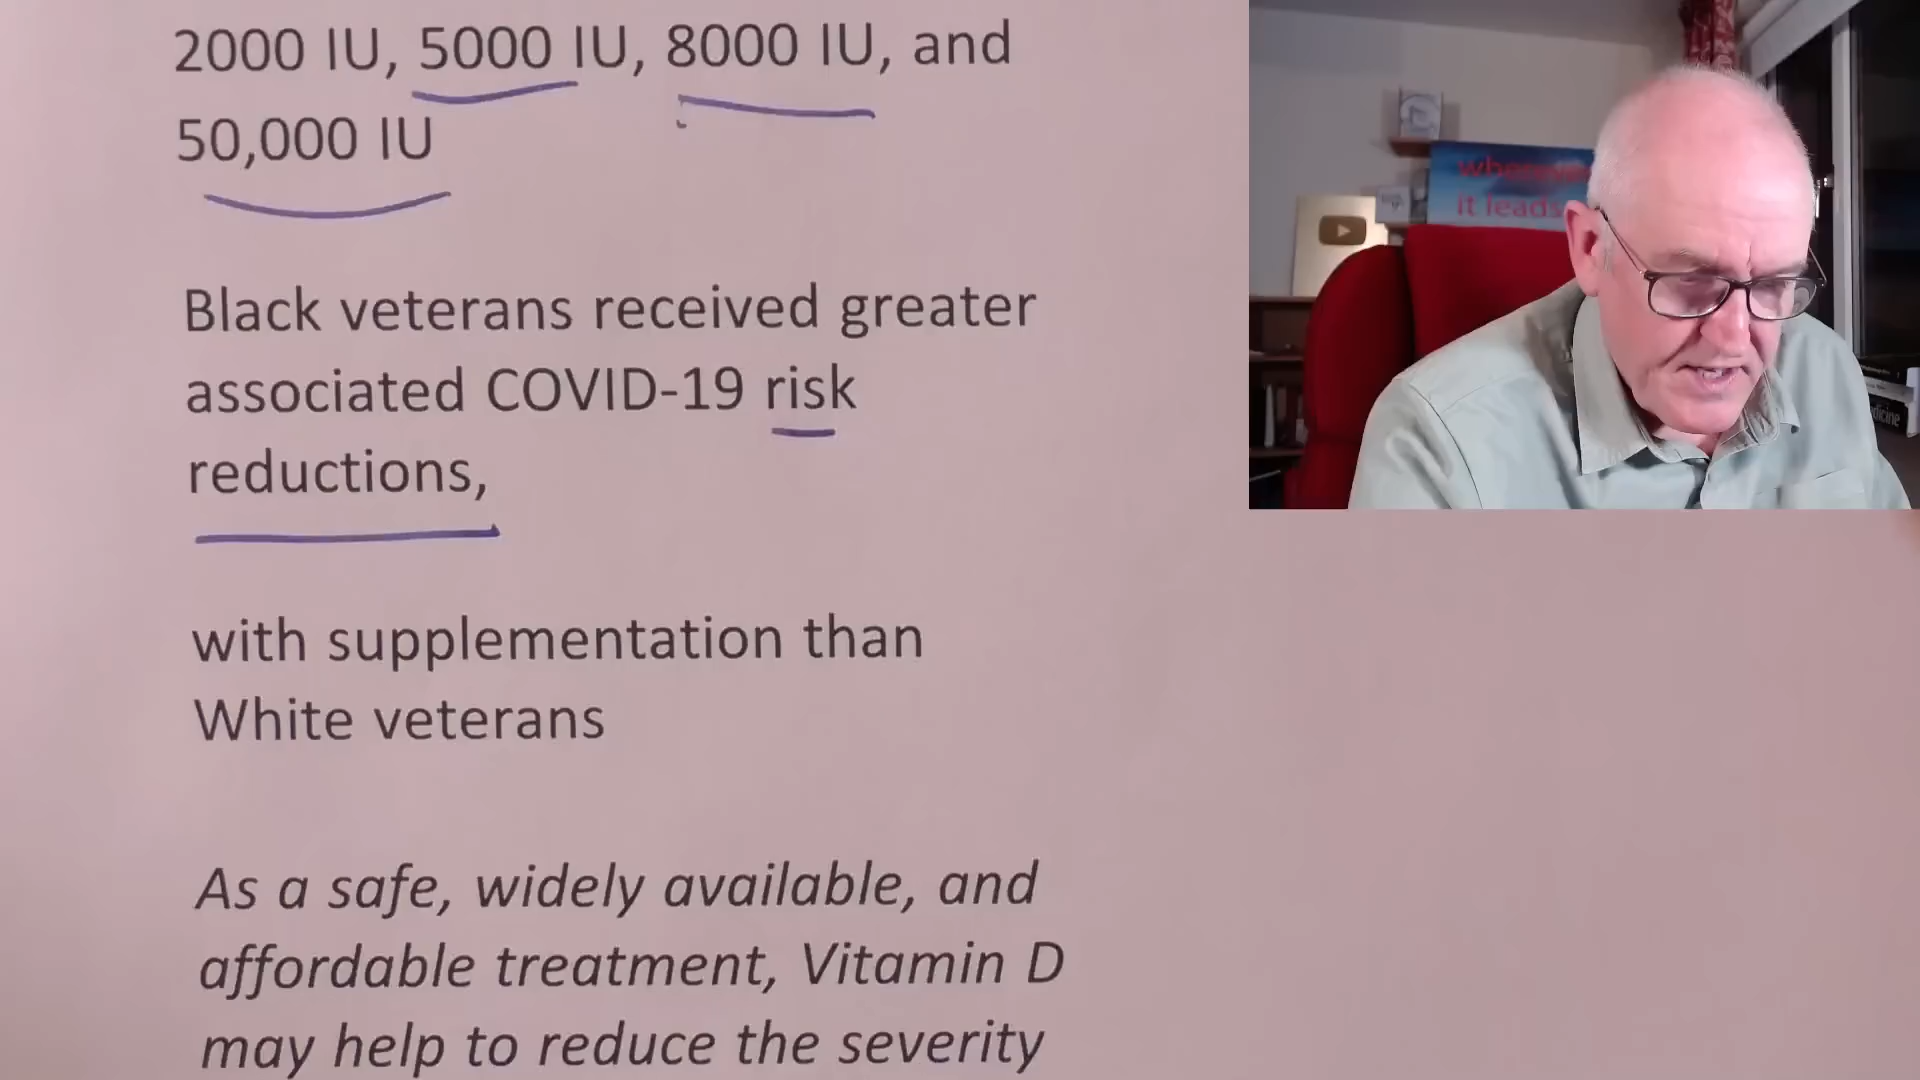 2000 IU, 5000 IU, 8000 IU, and
50,000 IU
Black veterans received greater
associated COVID-19 risk
reductions,
with supplementation than
White veterans
As a safe, widely available, and
affordable treatment, Vitamin D
may help to reduce the severity
it leads